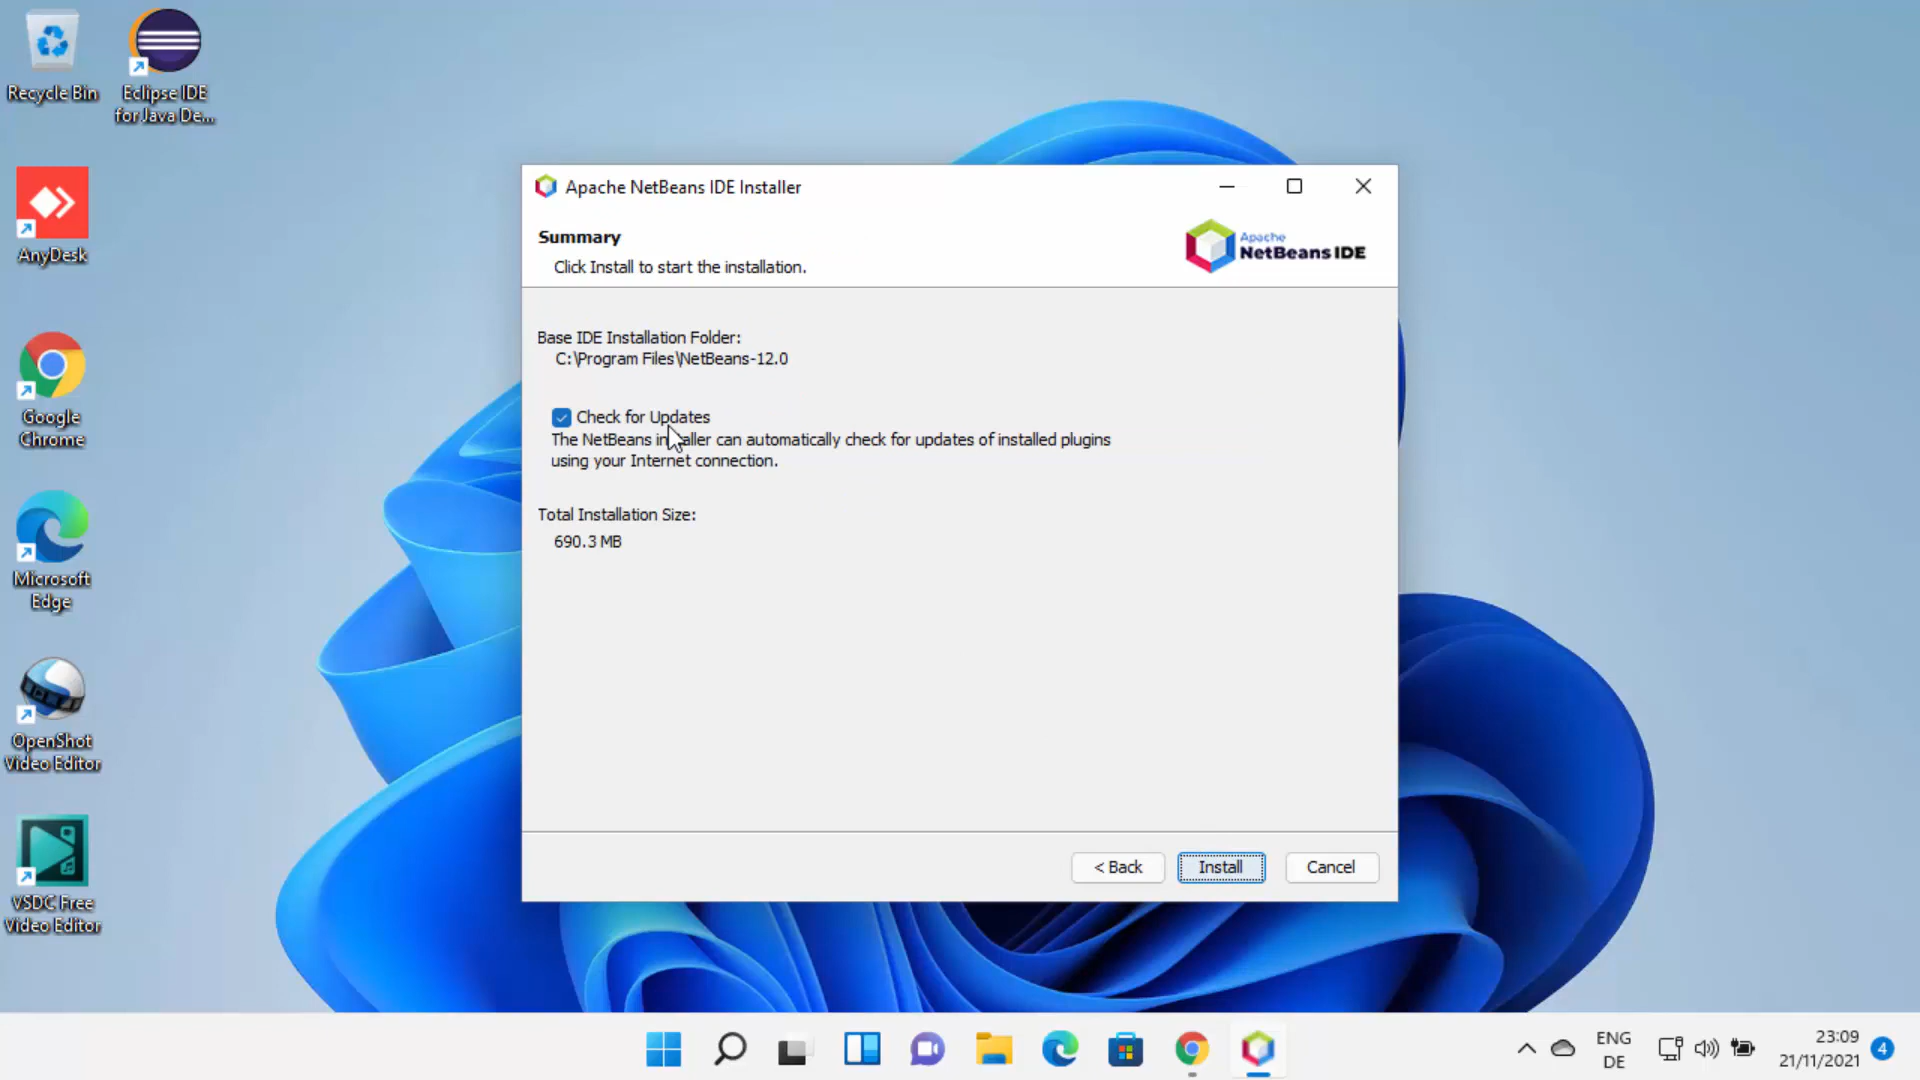 Recycle Bin
Eclipse IDE
for Java De...
AnyDesk
Google
Chrome
Microsoft
Edge
OpenShot
Video Editor
VSDC Free
Video Editor
Apache NetBeans IDE Installer
Summary
Click Install to start the installation.
Apache
NetBeans IDE
Base IDE Installation Folder:
C:\Program Files\NetBeans-12.0
Check for Updates
The NetBeans installer can automatically check for updates of installed plugins
using your Internet connection.
Total Installation Size:
690.3 MB
< Back
Install
Cancel
ENG
DE
23:09
21/11/2021
4